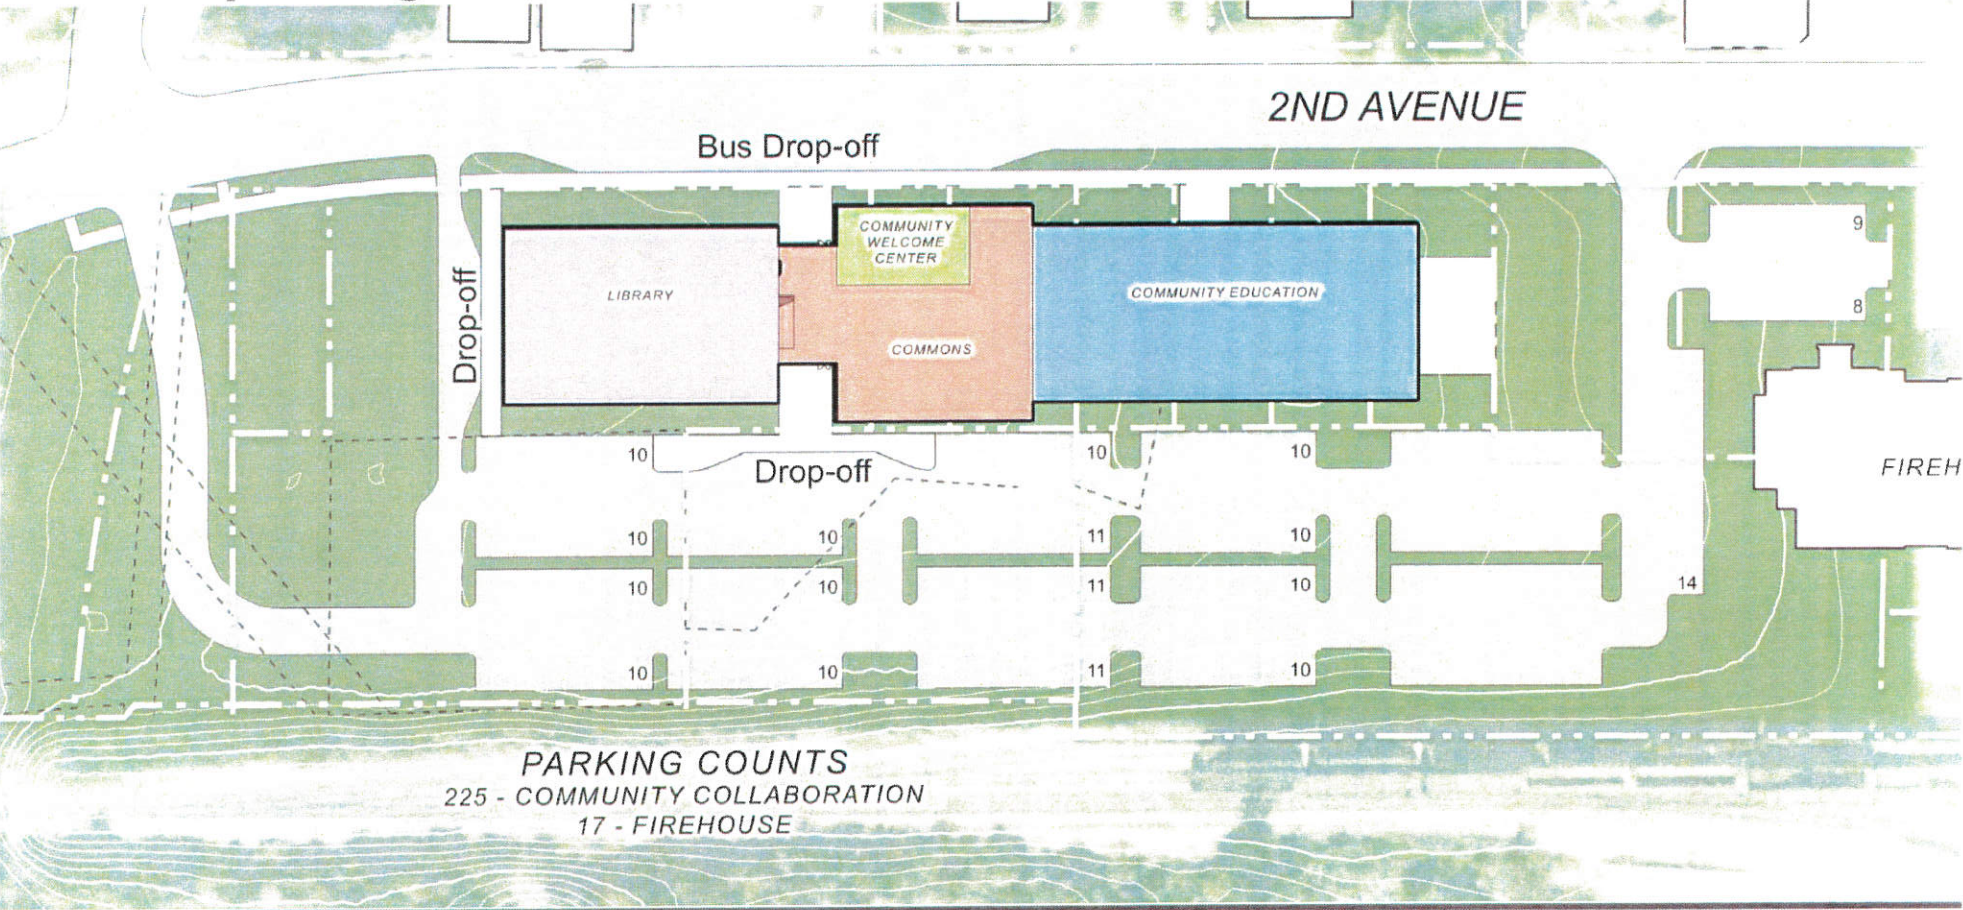 2ND AVENUE
Bus Drop-off
COMMUNITY
WELCOME
CENTER
9
Drop-off
LIBRARY
COMMUNITY EDUCATION
8
COMMONS
10
10
10
Drop-off
FIREH
10
10
11
10
10
10
11
10
14
10
10
11
10
PARKING COUNTS
225 - COMMUNITY COLLABORATION
17 - FIREHOUSE